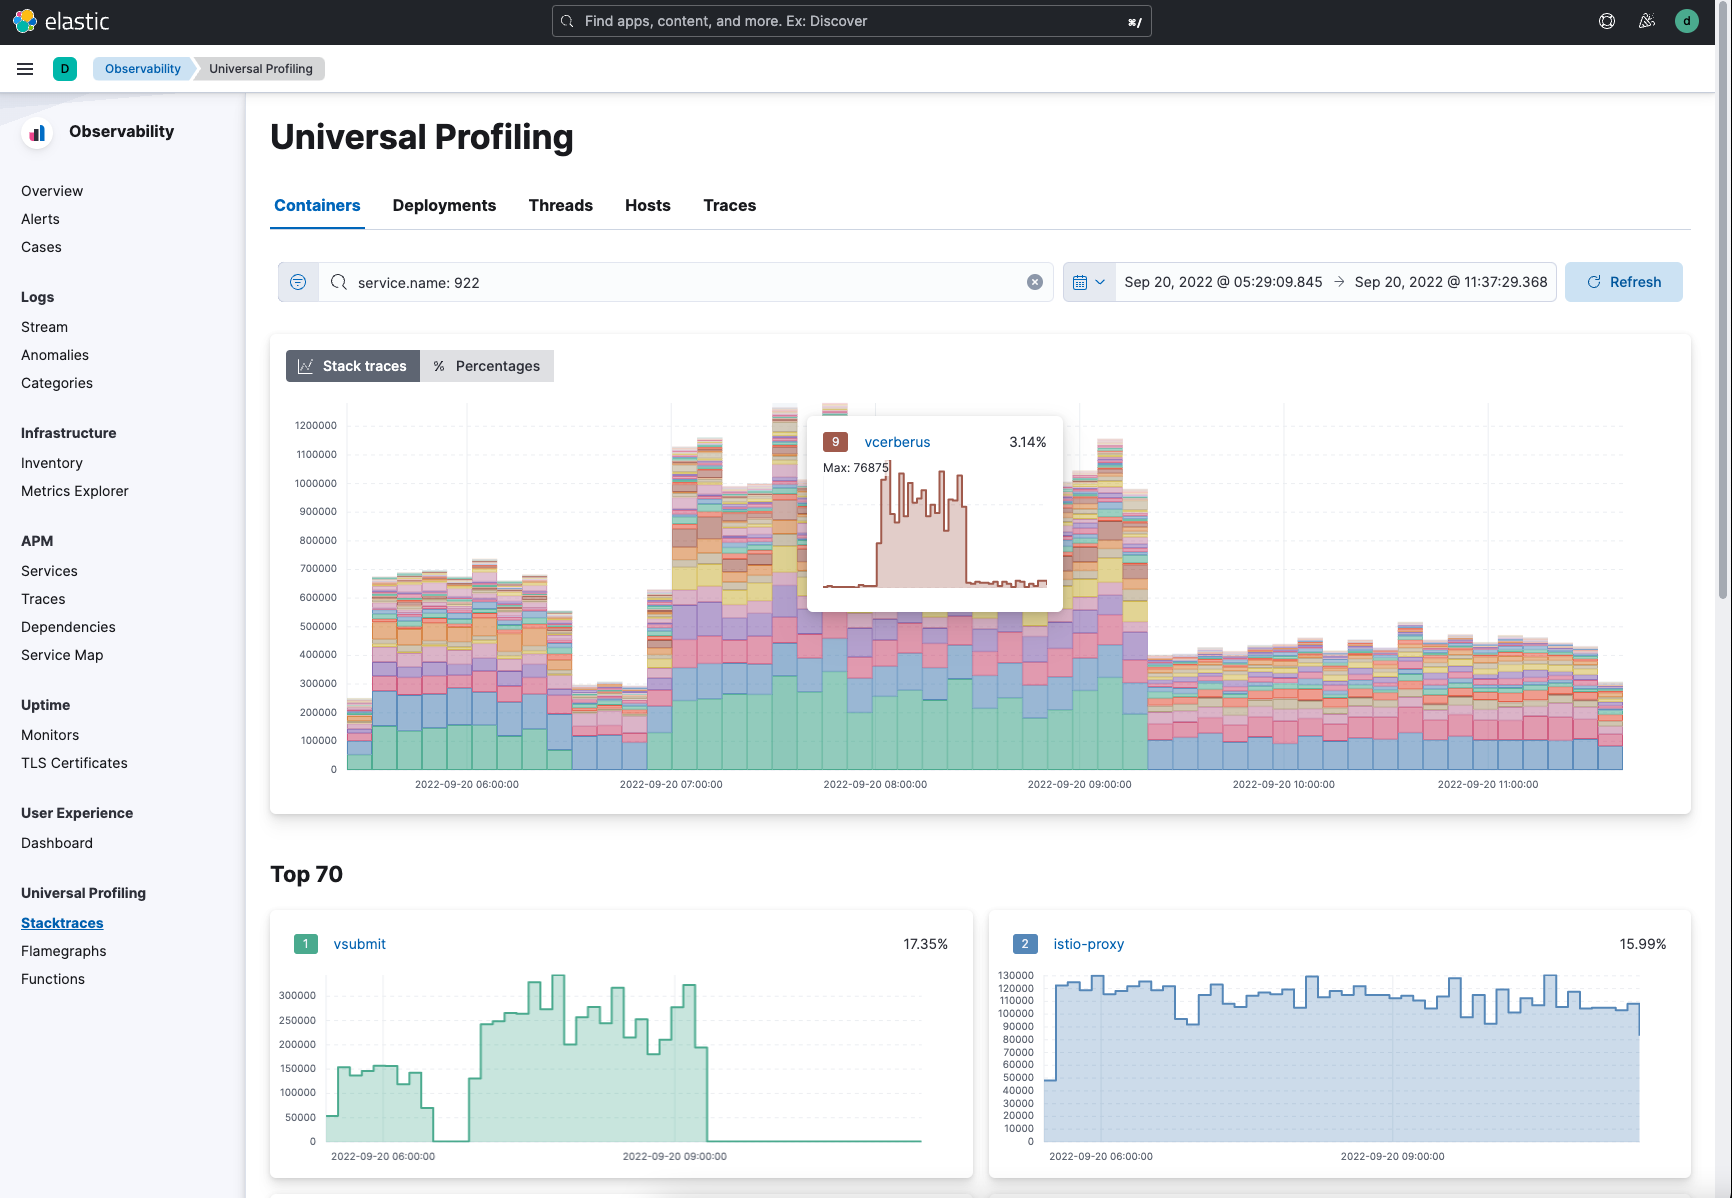 elastic
Find apps, content, and more. Ex: Discover
⌘/
d
D
Observability
Universal Profiling
Observability
Overview
Alerts
Cases
Logs
Stream
Anomalies
Categories
Infrastructure
Inventory
Metrics Explorer
APM
Services
Traces
Dependencies
Service Map
Uptime
Monitors
TLS Certificates
User Experience
Dashboard
Universal Profiling
Stacktraces
Flamegraphs
Functions
Universal Profiling
Containers
Deployments
Threads
Hosts
Traces
service.name: 922
Sep 20, 2022 @ 05:29:09.845 → Sep 20, 2022 @ 11:37:29.368
Refresh
Stack traces
% Percentages
1200000
1100000
1000000
900000
800000
700000
600000
500000
400000
300000
200000
100000
0
9 vcerberus 3.14%
Max: 76875
2022-09-20 06:00:00
2022-09-20 07:00:00
2022-09-20 08:00:00
2022-09-20 09:00:00
2022-09-20 10:00:00
2022-09-20 11:00:00
Top 70
1 vsubmit 17.35%
300000
250000
200000
150000
100000
50000
0
2022-09-20 06:00:00
2022-09-20 09:00:00
2 istio-proxy 15.99%
130000
120000
110000
100000
90000
80000
70000
60000
50000
40000
30000
20000
10000
0
2022-09-20 06:00:00
2022-09-20 09:00:00